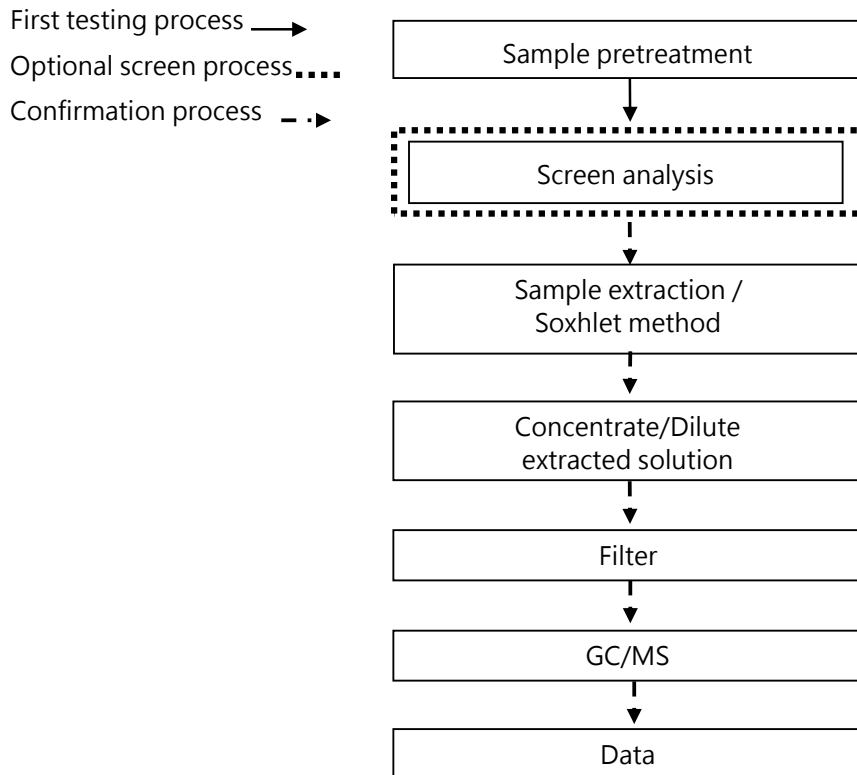 First testing process
Optional screen process
Confirmation process
Sample pretreatment
Screen analysis
Sample extraction /
Soxhlet method
Concentrate/Dilute
extracted solution
Filter
GC/MS
Data